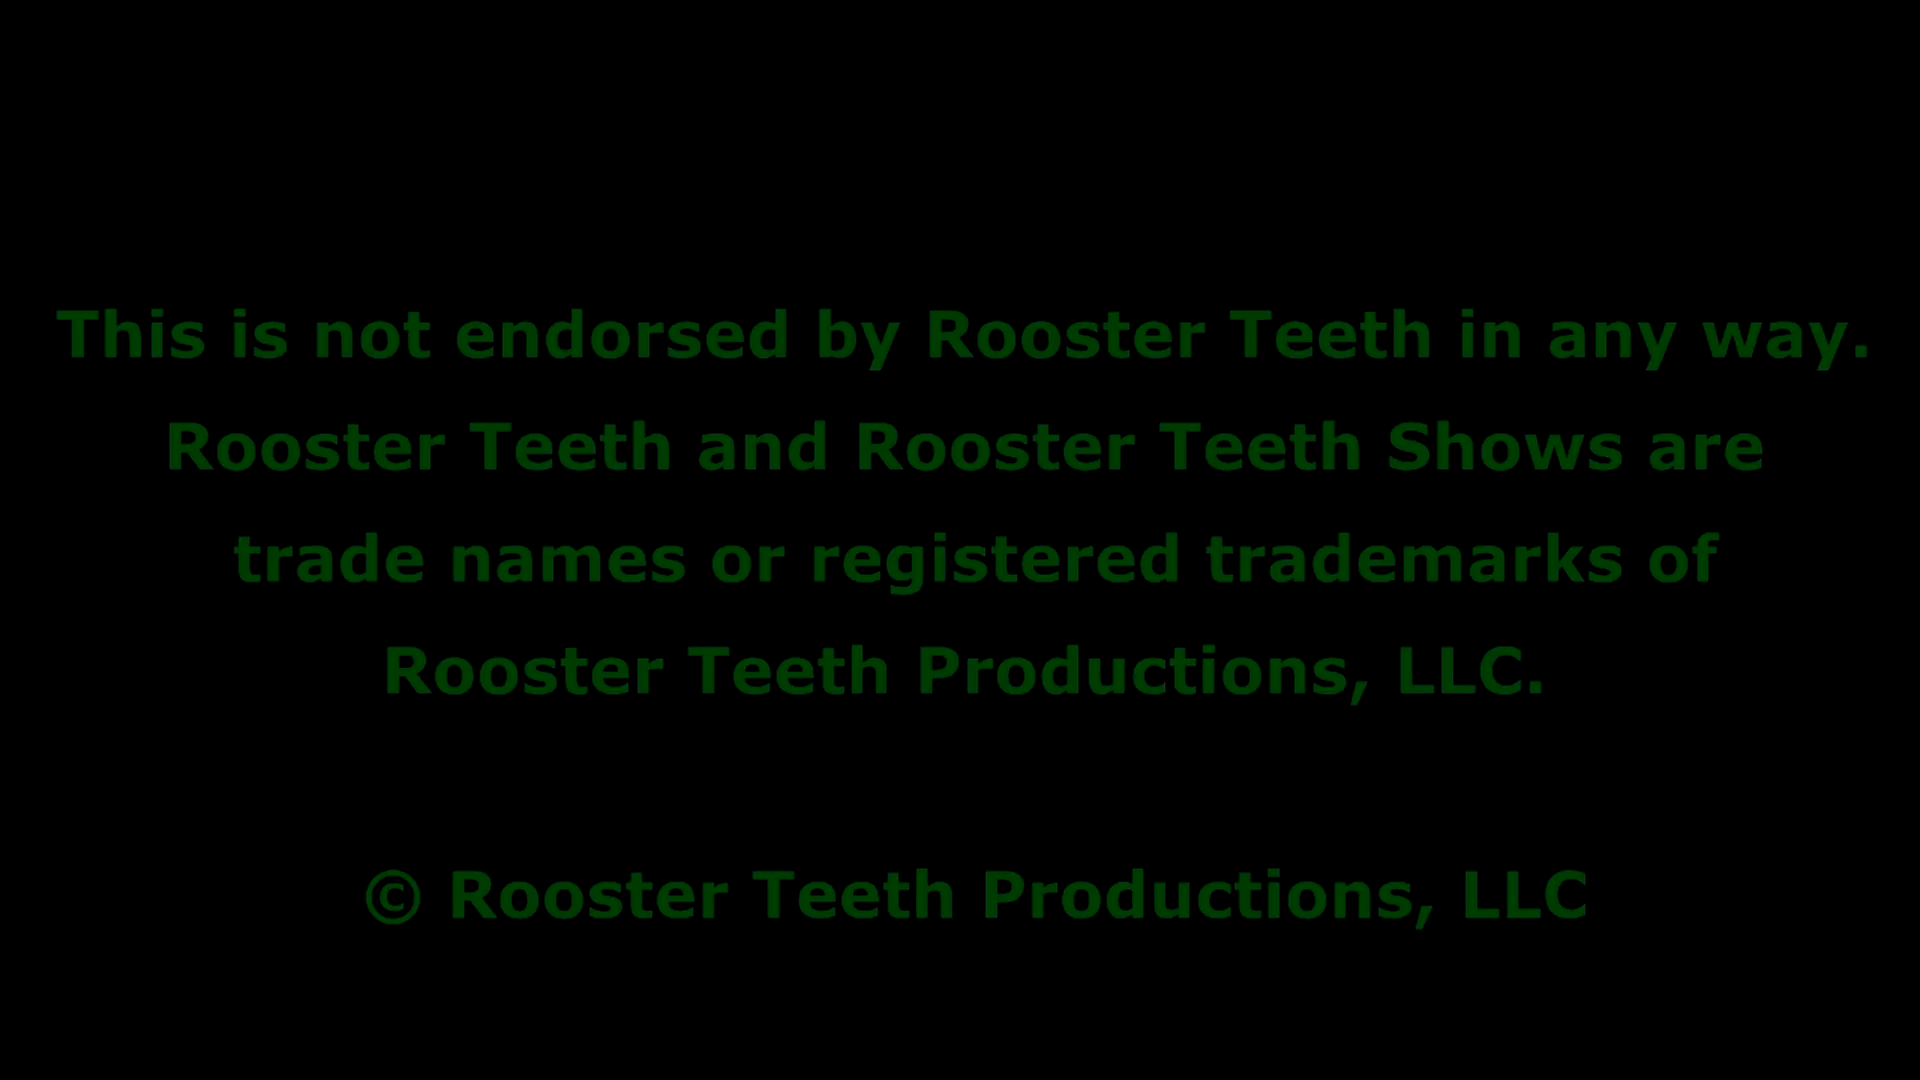 This is not endorsed by Rooster Teeth in any way.
Rooster Teeth and Rooster Teeth Shows are
trade names or registered trademarks of
Rooster Teeth Productions, LLC.
© Rooster Teeth Productions, LLC